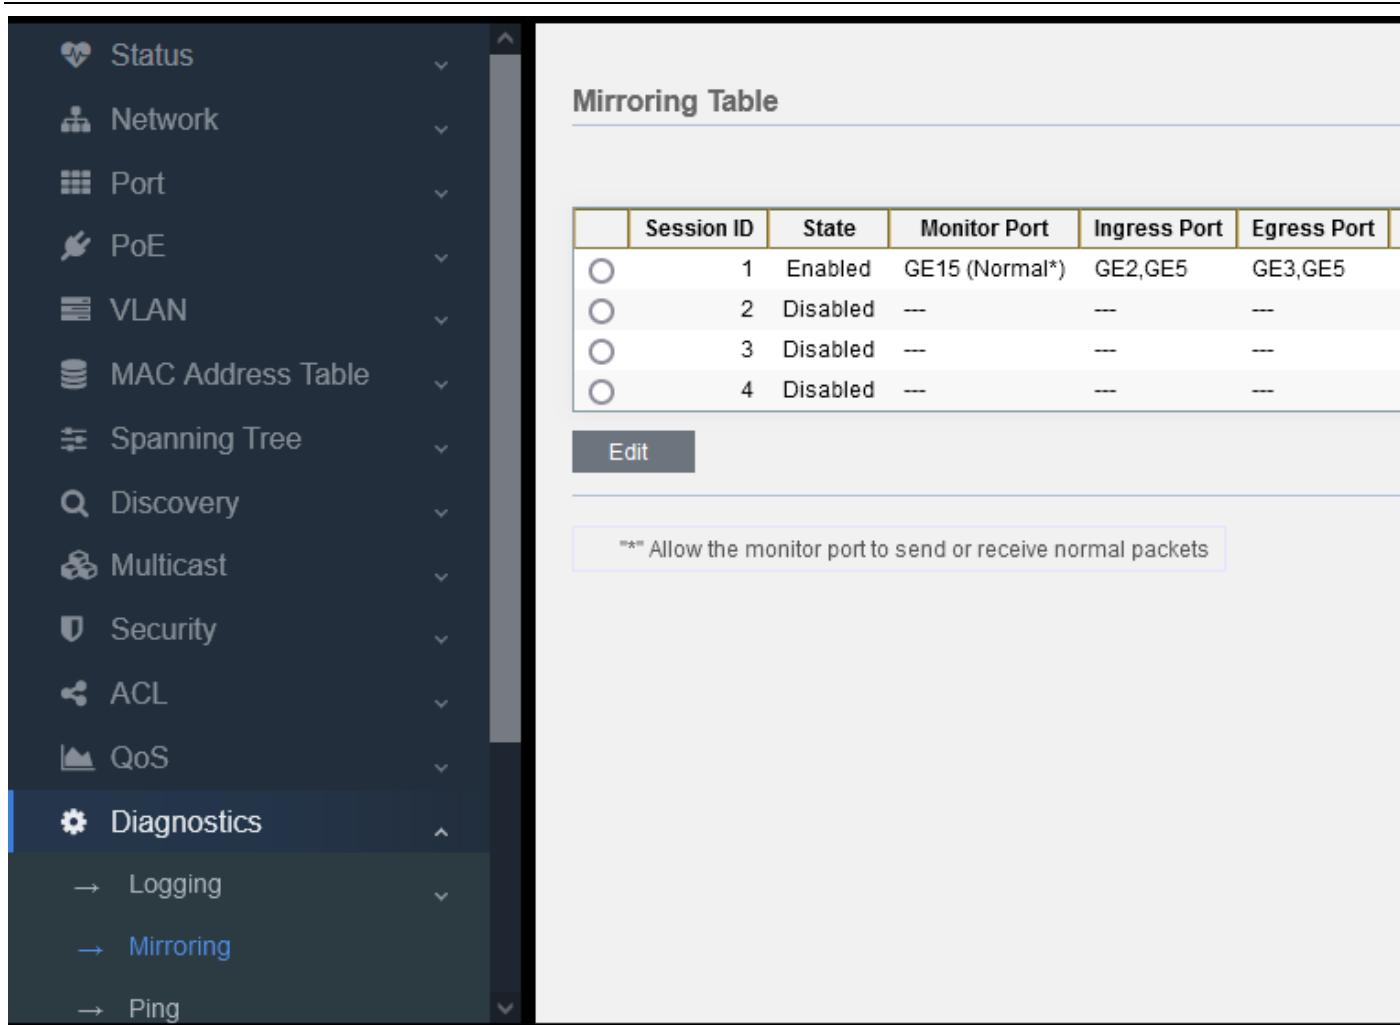 Status
Network
Port
PoE
VLAN
MAC Address Table
Spanning Tree
Discovery
Multicast
Security
ACL
QoS
Diagnostics
→ Logging
→ Mirroring
→ Ping
Mirroring Table
Session ID State Monitor Port Ingress Port Egress Port
1 Enabled GE15 (Normal*) GE2,GE5 GE3,GE5
2 Disabled --- --- ---
3 Disabled --- --- ---
4 Disabled --- --- ---
Edit
"*" Allow the monitor port to send or receive normal packets